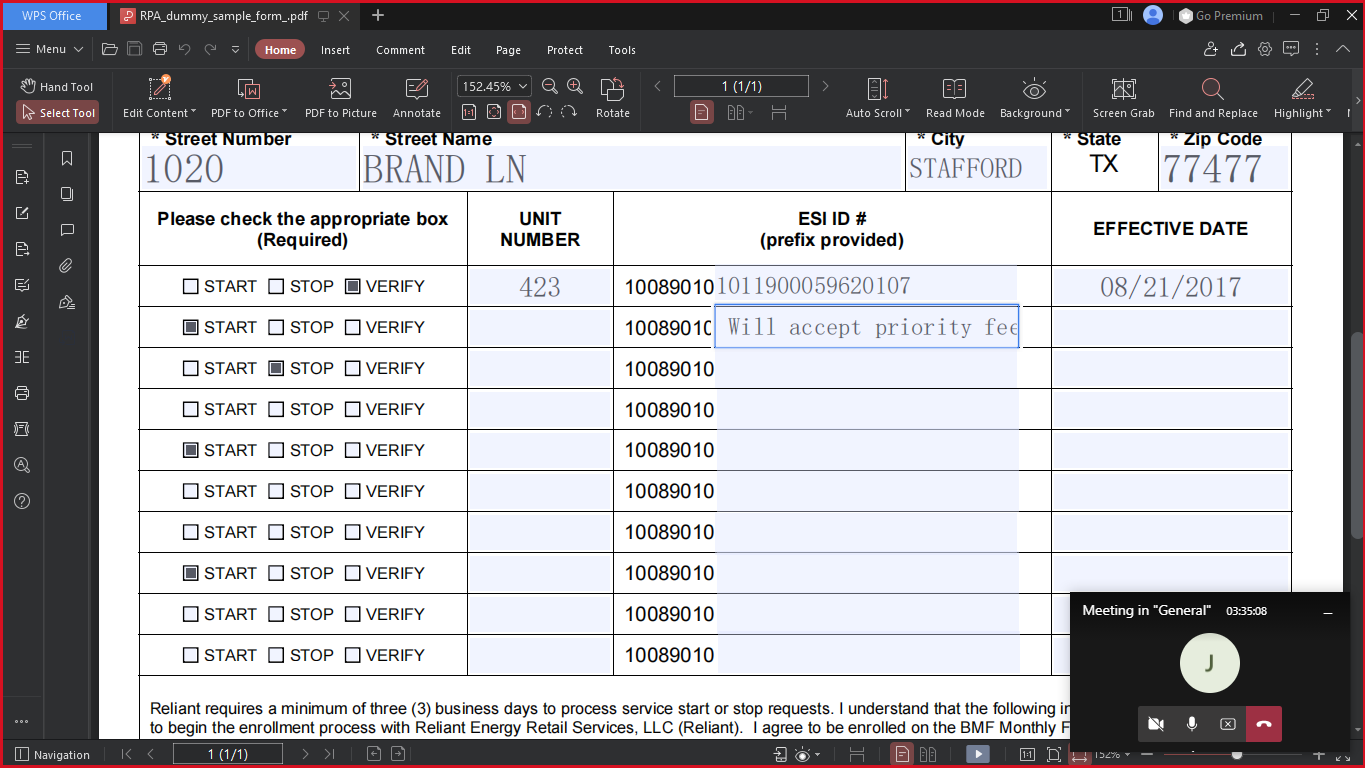 WPS Office
RPA_dummy_sample_form_.pdf
1
Go Premium
Menu
Home
Insert
Comment
Edit
Page
Protect
Tools
Hand Tool
Select Tool
Edit Content
PDF to Office
PDF to Picture
Annotate
152.45%
Rotate
1 (1/1)
Auto Scroll
Read Mode
Background
Screen Grab
Find and Replace
Highlight
* Street Number * Street Name * City * State * Zip Code
1020 BRAND LN STAFFORD TX 77477
Please check the appropriate box UNIT ESI ID # EFFECTIVE DATE
(Required) NUMBER (prefix provided)
START STOP VERIFY 423 10089010 1011900059620107 08/21/2017
START STOP VERIFY 1008901 Will accept priority fee
START STOP VERIFY 10089010
START STOP VERIFY 10089010
START STOP VERIFY 10089010
START STOP VERIFY 10089010
START STOP VERIFY 10089010
START STOP VERIFY 10089010
START STOP VERIFY 10089010
START STOP VERIFY 10089010
Reliant requires a minimum of three (3) business days to process service start or stop requests. I understand that the following in
to begin the enrollment process with Reliant Energy Retail Services, LLC (Reliant). I agree to be enrolled on the BMF Monthly F
Meeting in "General" 03:35:08
J
Navigation
1 (1/1)
152%